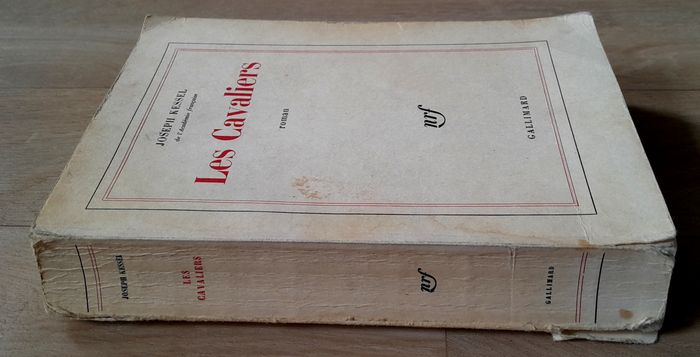 JOSEPH KESSEL
de l'Académie française
Les Cavaliers
roman
nrf
GALLIMARD
JOSEPH KESSEL
LES
CAVALIERS
nrf
GALLIMARD